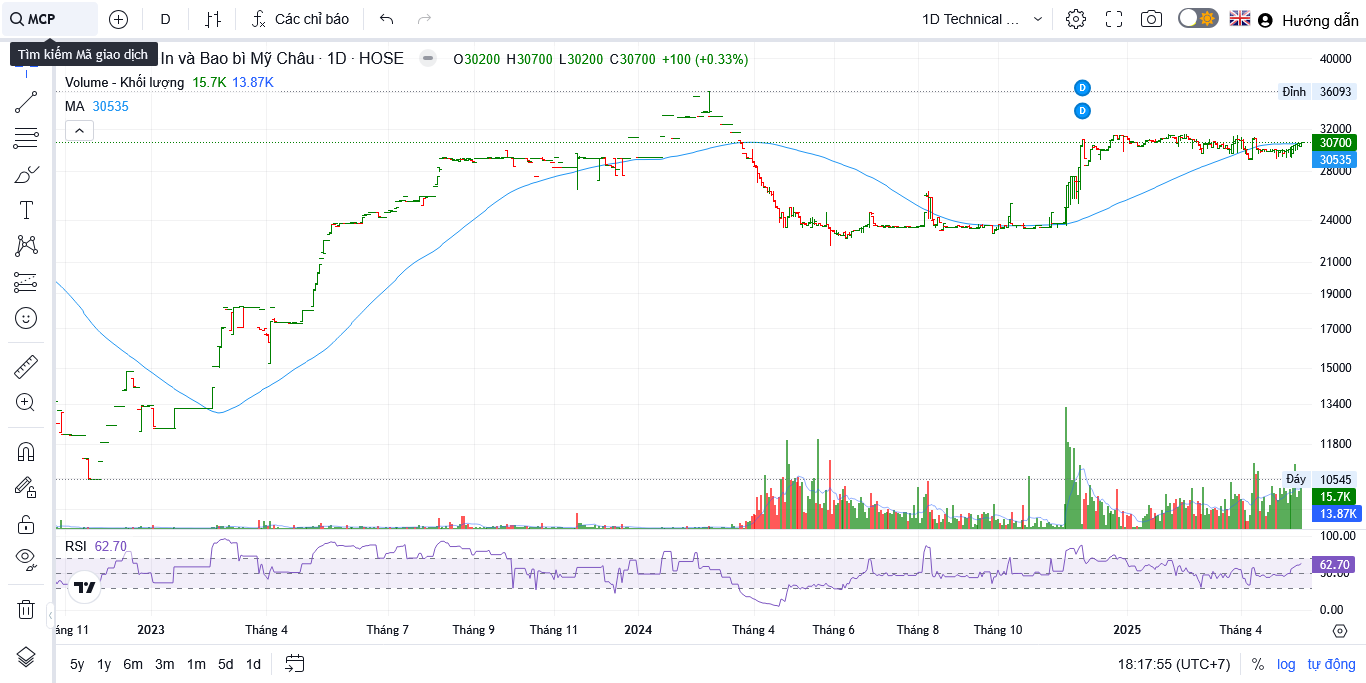 MCP
D
Các chỉ báo
1D Technical ...
Hướng dẫn
Tìm kiếm Mã giao dịch
In và Bao bì Mỹ Châu · 1D · HOSE
O30200 H30700 L30200 C30700 +100 (+0.33%)
Volume - Khối lượng 15.7K 13.87K
MA 30535
D
D
40000
Đỉnh 36093
32000
30700
30535
28000
24000
21000
19000
17000
15000
13400
11800
Đáy 10545
15.7K
13.87K
RSI 62.70
100.00
62.70
50.00
0.00
áng 11 2023 Tháng 4 Tháng 7 Tháng 9 Tháng 11 2024 Tháng 4 Tháng 6 Tháng 8 Tháng 10 2025 Tháng 4
5y 1y 6m 3m 1m 5d 1d
18:17:55 (UTC+7) % log tự động